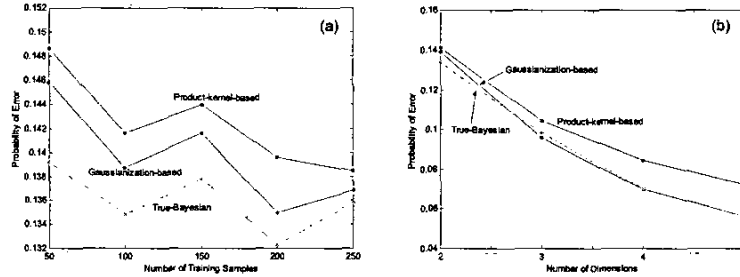 (a)
0.152
0.15
0.148
0.146
0.144
0.142
0.14
0.138
0.136
0.134
0.132
Probability of Error
Product-kernel-based
Gaussianization-based
True-Bayesian
50
100
150
200
250
Number of Training Samples
(b)
0.16
0.14
0.12
0.1
0.08
0.06
0.04
Probability of Error
Gaussianization-based
Product-kernel-based
True-Bayesian
2
3
4
Number of Dimensions